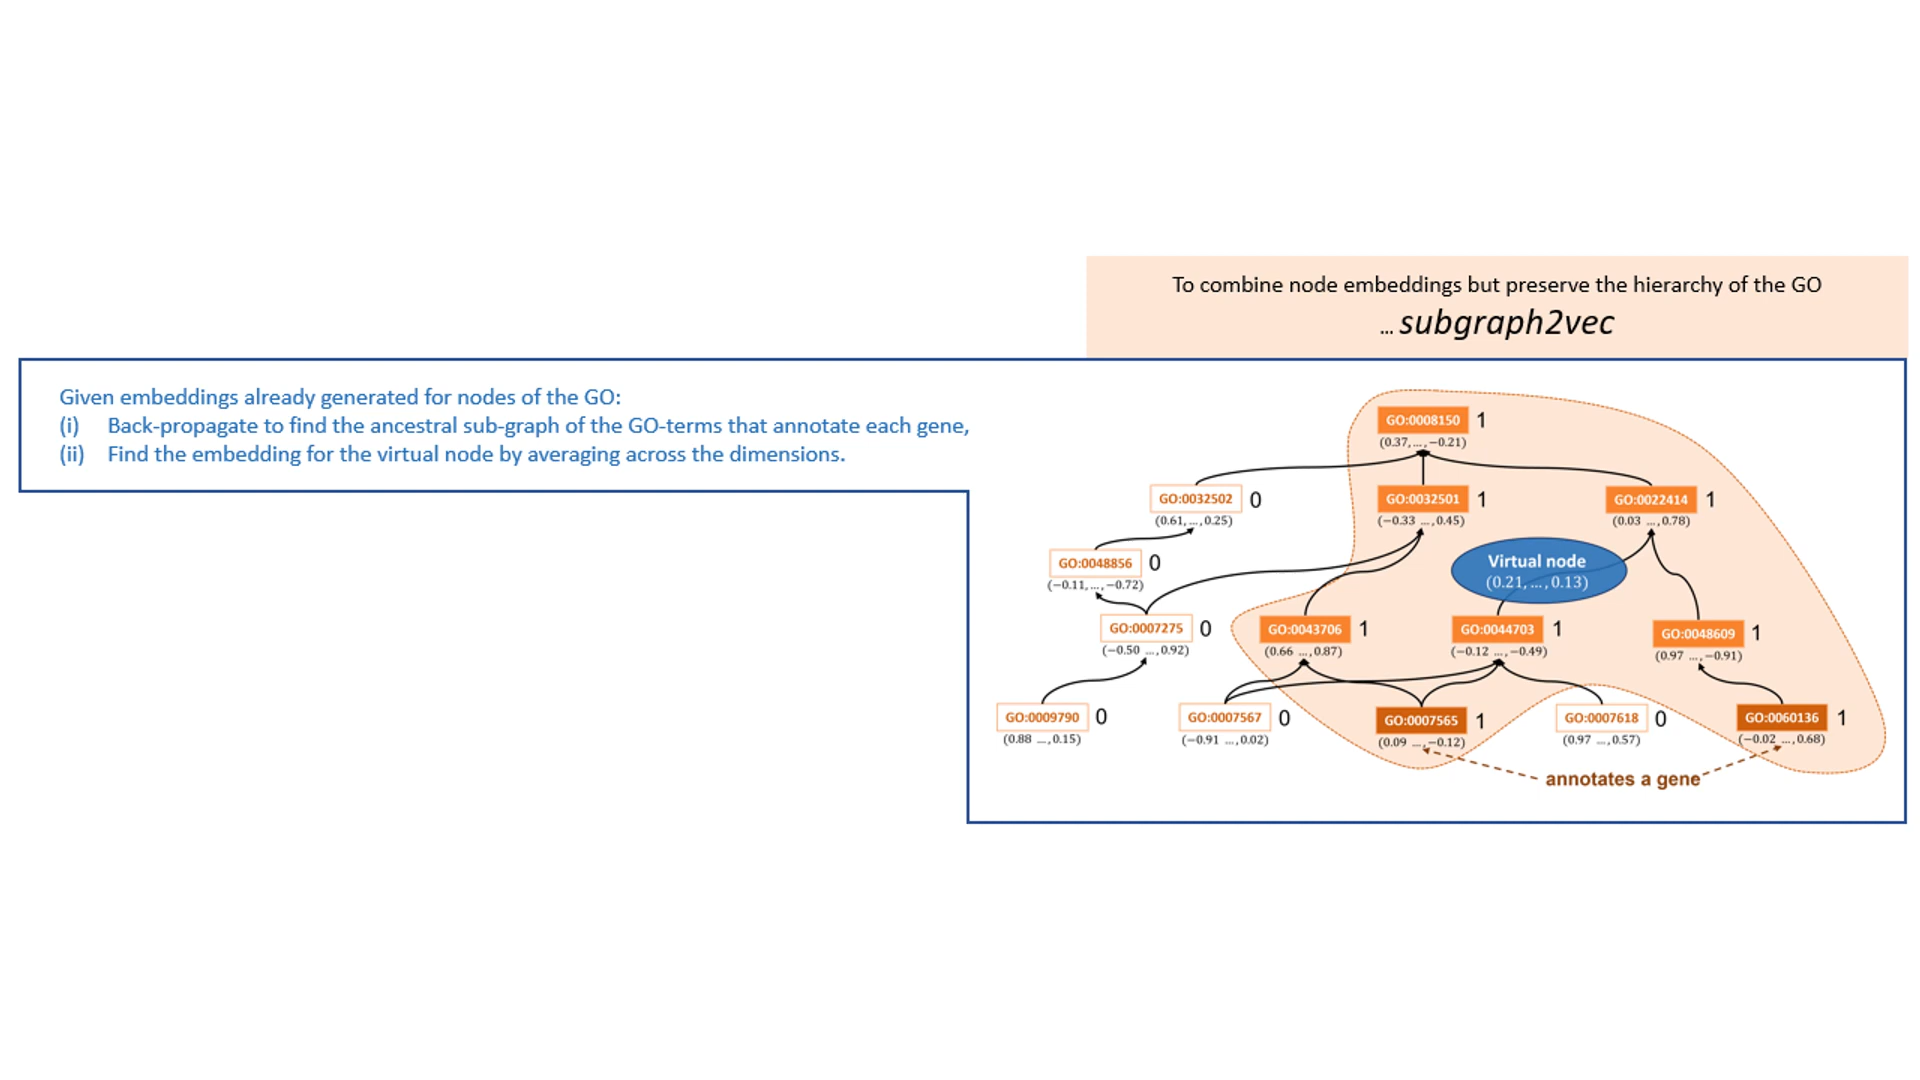 To combine node embeddings but preserve the hierarchy of the GO
... subgraph2vec
Given embeddings already generated for nodes of the GO:
(i) Back-propagate to find the ancestral sub-graph of the GO-terms that annotate each gene,
(ii) Find the embedding for the virtual node by averaging across the dimensions.
GO:0008150 1
(0.37, ..., −0.21)
GO:0032502 0
(0.61, ..., 0.25)
GO:0032501 1
(−0.33 ..., 0.45)
GO:0022414 1
(0.03 ..., 0.78)
GO:0048856 0
(−0.11, ..., −0.72)
Virtual node
(0.21, ..., 0.13)
GO:0007275 0
(−0.50 ..., 0.92)
GO:0043706 1
(0.66 ..., 0.87)
GO:0044703 1
(−0.12 ..., −0.49)
GO:0048609 1
(0.97 ..., −0.91)
GO:0009790 0
(0.88 ..., 0.15)
GO:0007567 0
(−0.91 ..., 0.02)
GO:0007565 1
(0.09 ..., −0.12)
GO:0007618 0
(0.97 ..., 0.57)
GO:0060136 1
(−0.02 ..., 0.68)
annotates a gene